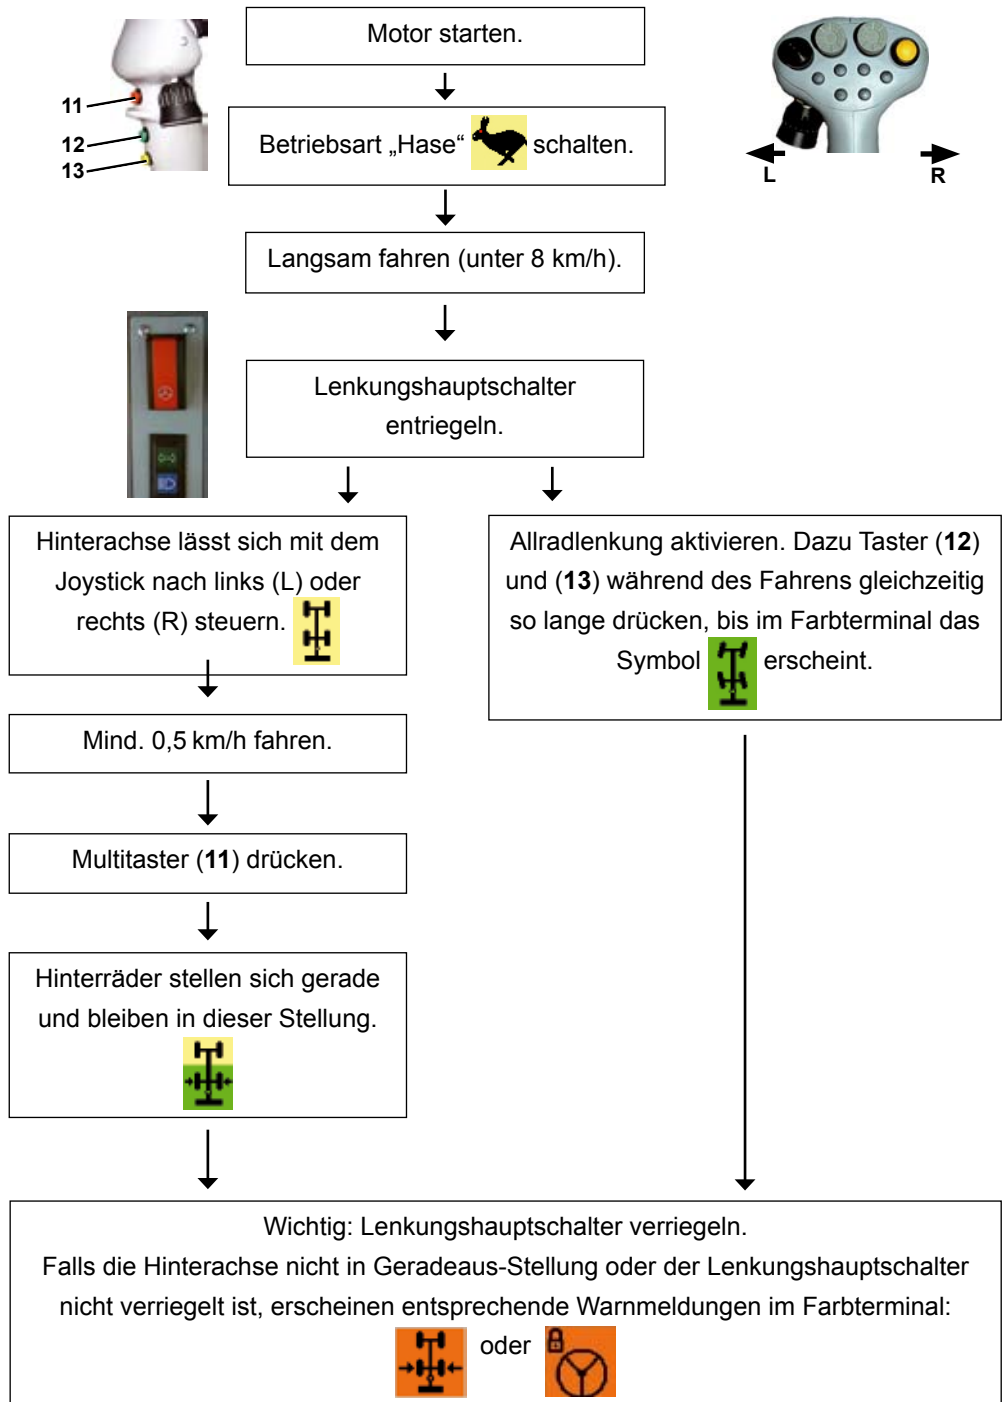 Motor starten.
11
12
13
Betriebsart „Hase“ schalten.
L
R
Langsam fahren (unter 8 km/h).
Lenkungshauptschalter
entriegeln.
Hinterachse lässt sich mit dem
Joystick nach links (L) oder
rechts (R) steuern.
Allradlenkung aktivieren. Dazu Taster (12)
und (13) während des Fahrens gleichzeitig
so lange drücken, bis im Farbterminal das
Symbol erscheint.
Mind. 0,5 km/h fahren.
Multitaster (11) drücken.
Hinterräder stellen sich gerade
und bleiben in dieser Stellung.
Wichtig: Lenkungshauptschalter verriegeln.
Falls die Hinterachse nicht in Geradeaus-Stellung oder der Lenkungshauptschalter
nicht verriegelt ist, erscheinen entsprechende Warnmeldungen im Farbterminal:
oder